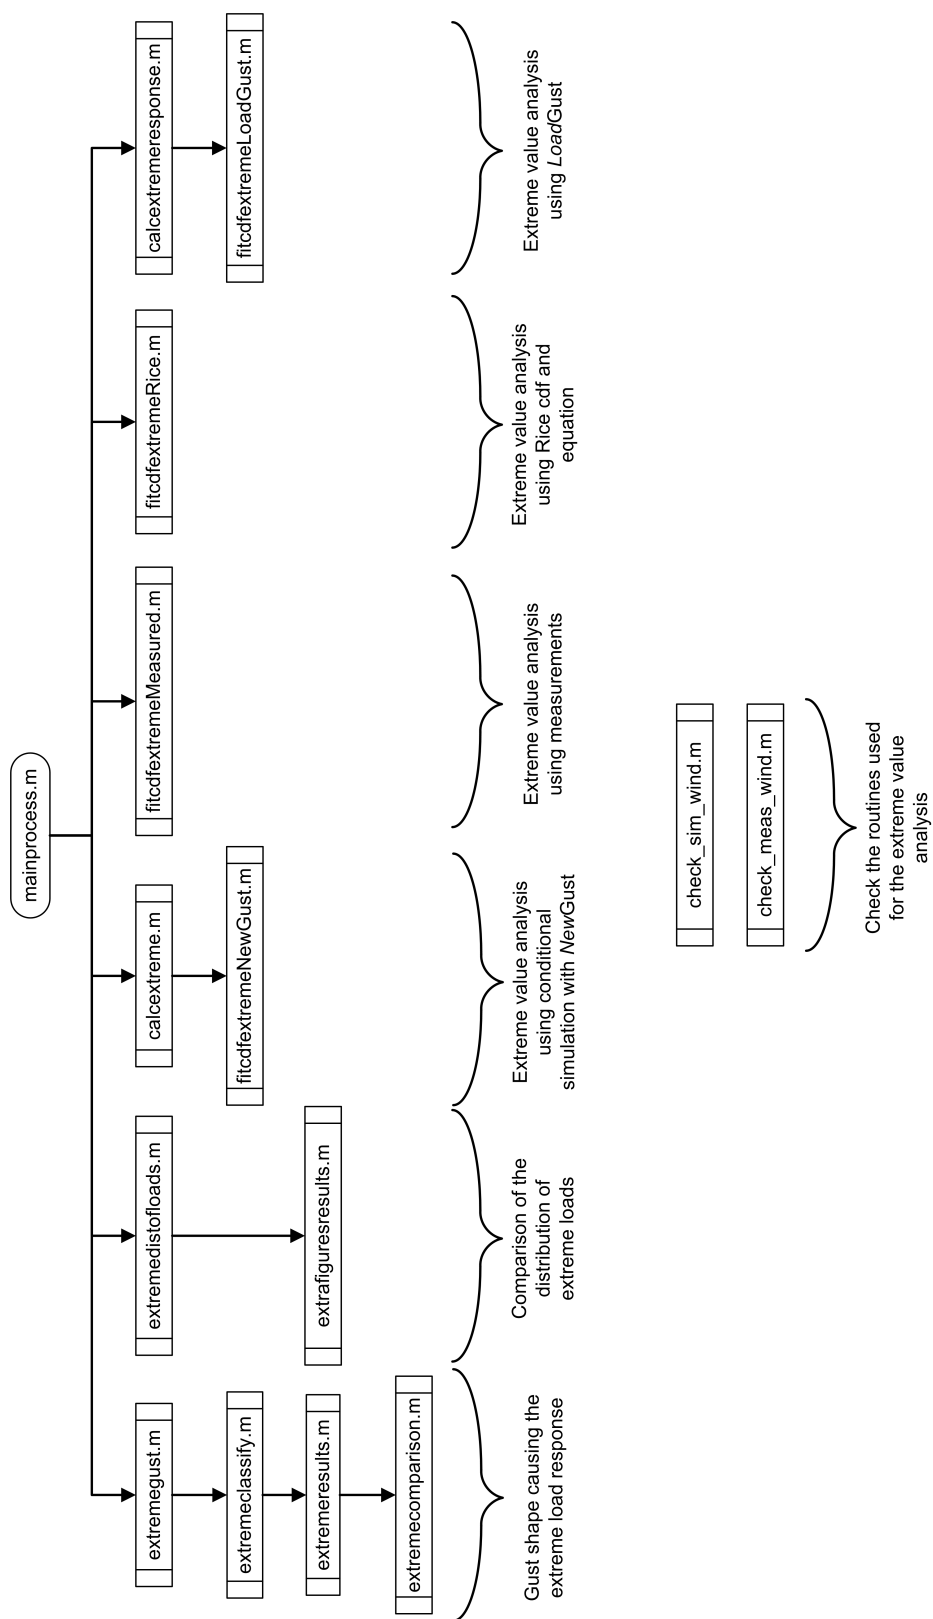 mainprocess.m
extremegust.m
extremeclassify.m
extremeresults.m
extremecomparison.m
Gust shape causing the
extreme load response
extremedistofloads.m
extrafiguresresults.m
Comparison of the
distribution of
extreme loads
calcextreme.m
fitcdfextremeNewGust.m
Extreme value analysis
using conditional
simulation with NewGust
fitcdfextremeMeasured.m
Extreme value analysis
using measurements
fitcdfextremeRice.m
Extreme value analysis
using Rice cdf and
equation
calcextremeresponse.m
fitcdfextremeLoadGust.m
Extreme value analysis
using LoadGust
check_sim_wind.m
check_meas_wind.m
Check the routines used
for the extreme value
analysis